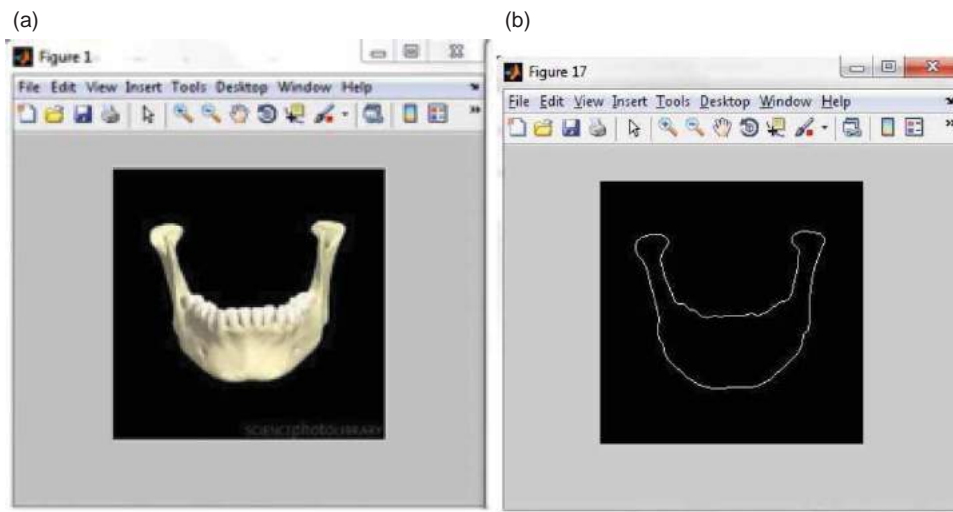 (a)
(b)
Figure 1
File Edit View Insert Tools Desktop Window Help
Figure 17
File Edit View Insert Tools Desktop Window Help
SCIENCEphotoLIBRARY